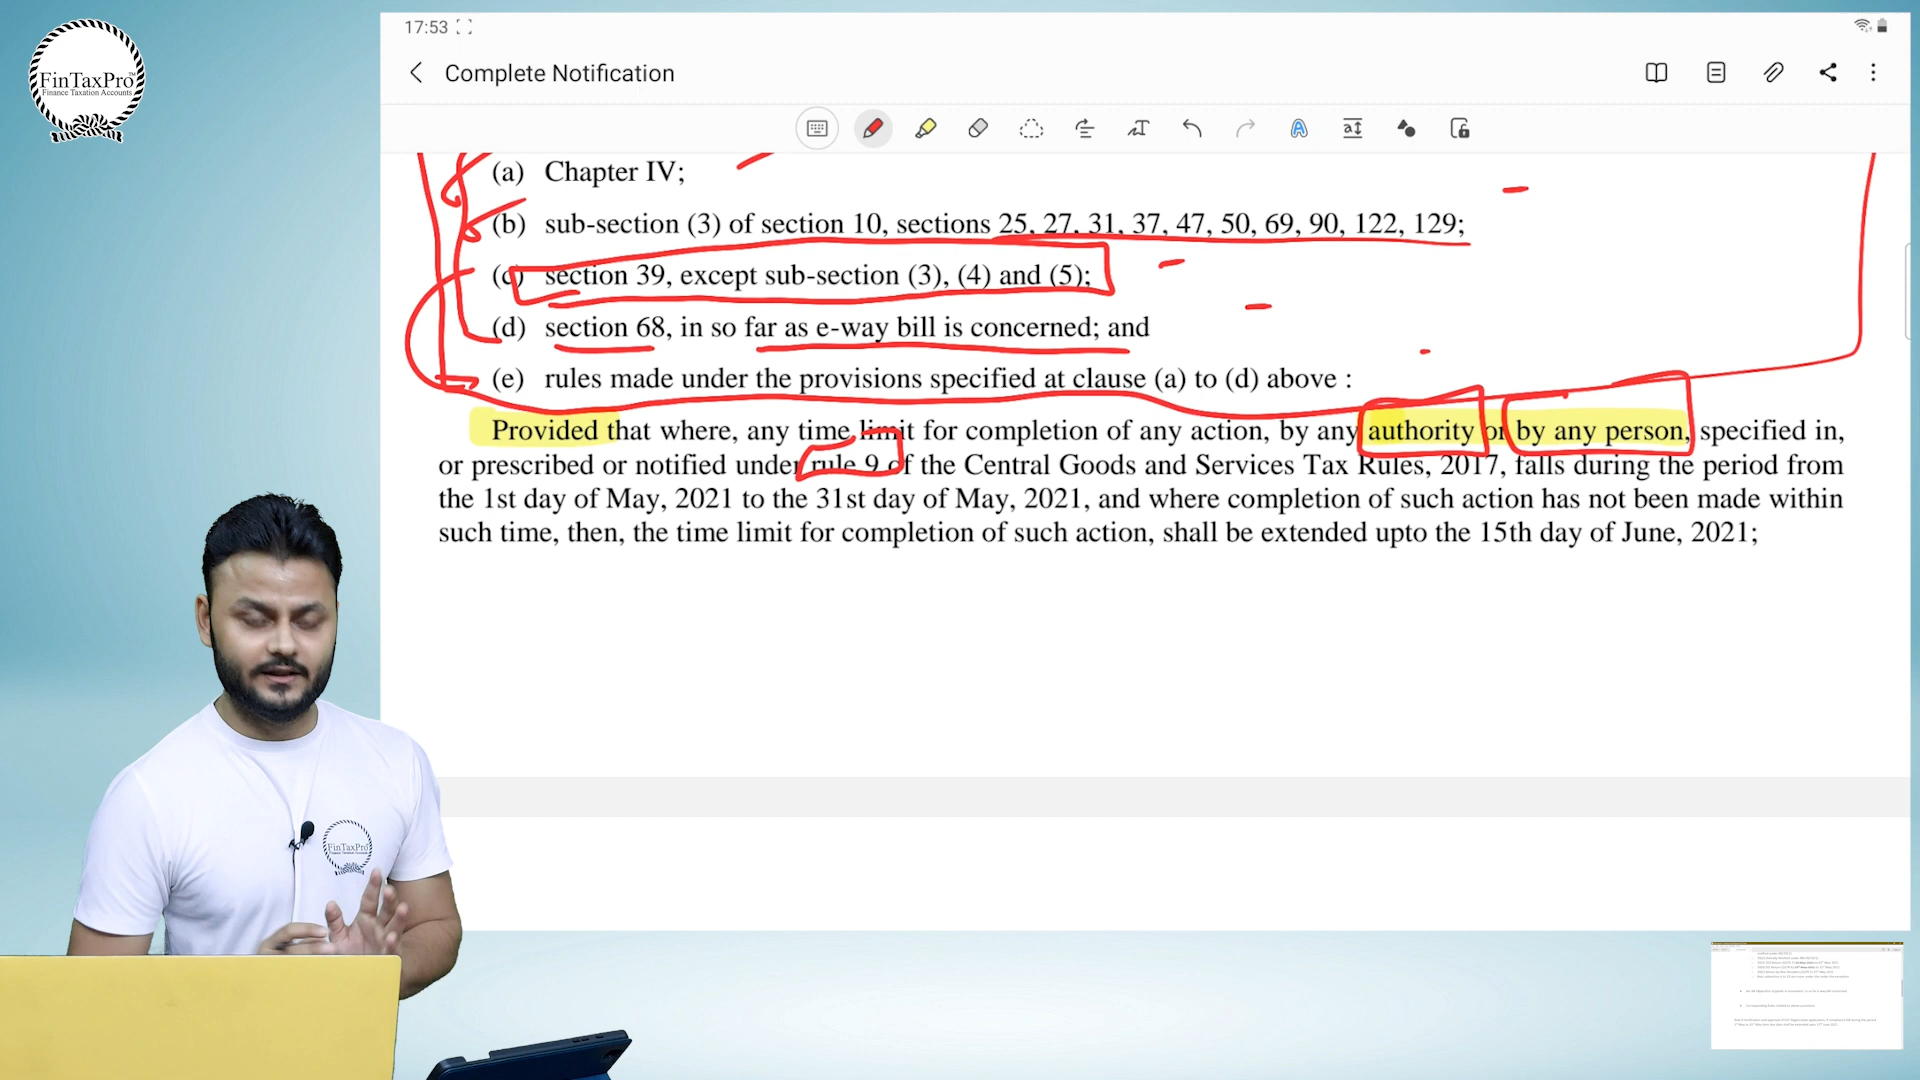 FinTaxPro™
Finance Taxation Accounts
17:53
Complete Notification
(a) Chapter IV;
(b) sub-section (3) of section 10, sections 25, 27, 31, 37, 47, 50, 69, 90, 122, 129;
(c) section 39, except sub-section (3), (4) and (5);
(d) section 68, in so far as e-way bill is concerned; and
(e) rules made under the provisions specified at clause (a) to (d) above :
Provided that where, any time limit for completion of any action, by any authority or by any person, specified in,
or prescribed or notified under rule 9 of the Central Goods and Services Tax Rules, 2017, falls during the period from
the 1st day of May, 2021 to the 31st day of May, 2021, and where completion of such action has not been made within
such time, then, the time limit for completion of such action, shall be extended upto the 15th day of June, 2021;
FinTaxPro
Finance Taxation Accounts